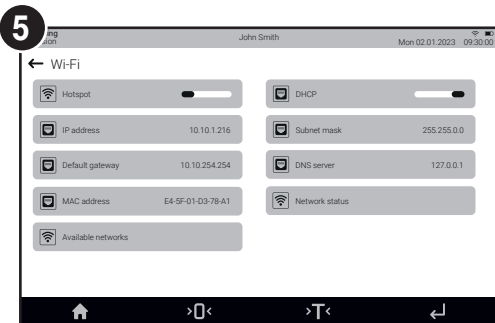 5
John Smith
Mon 02.01.2023 09:30:00
Wi-Fi
Hotspot
DHCP
IP address 10.10.1.216
Subnet mask 255.255.0.0
Default gateway 10.10.254.254
DNS server 127.0.0.1
MAC address E4-5F-01-D3-78-A1
Network status
Available networks
>0<
>T<